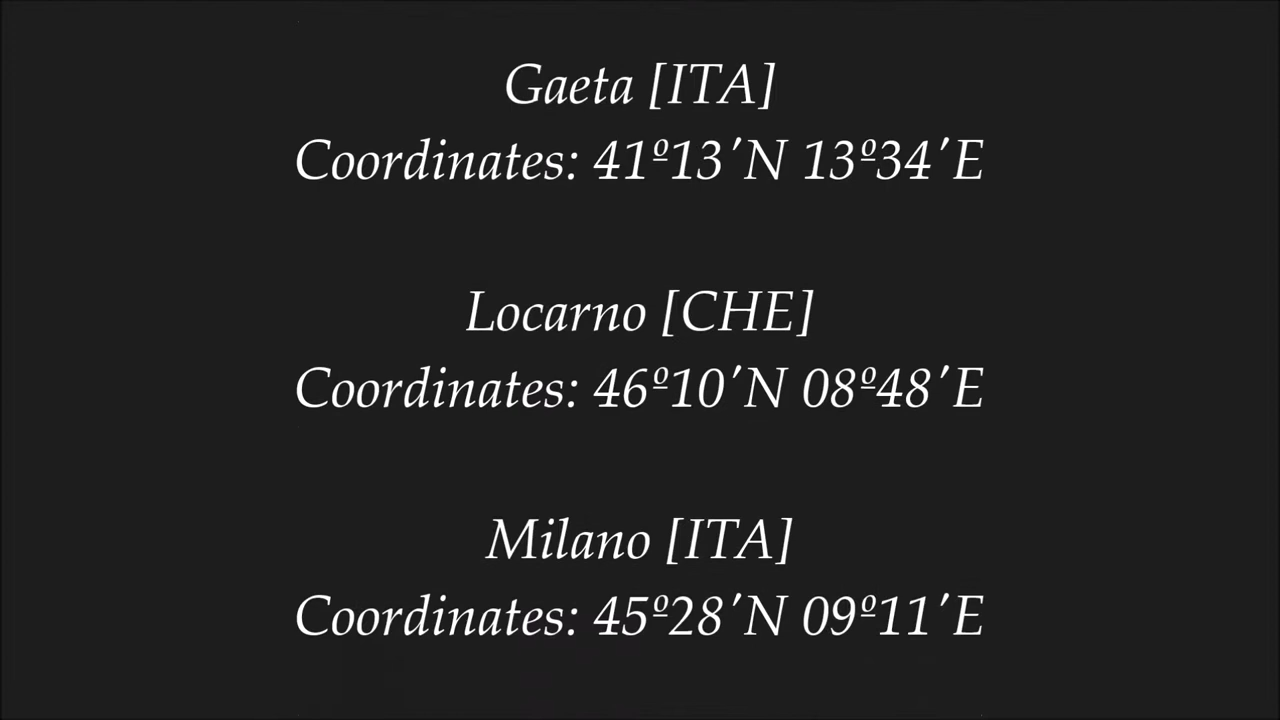 Gaeta [ITA]
Coordinates: 41º13'N 13º34'E
Locarno [CHE]
Coordinates: 46º10'N 08º48'E
Milano [ITA]
Coordinates: 45º28'N 09º11'E